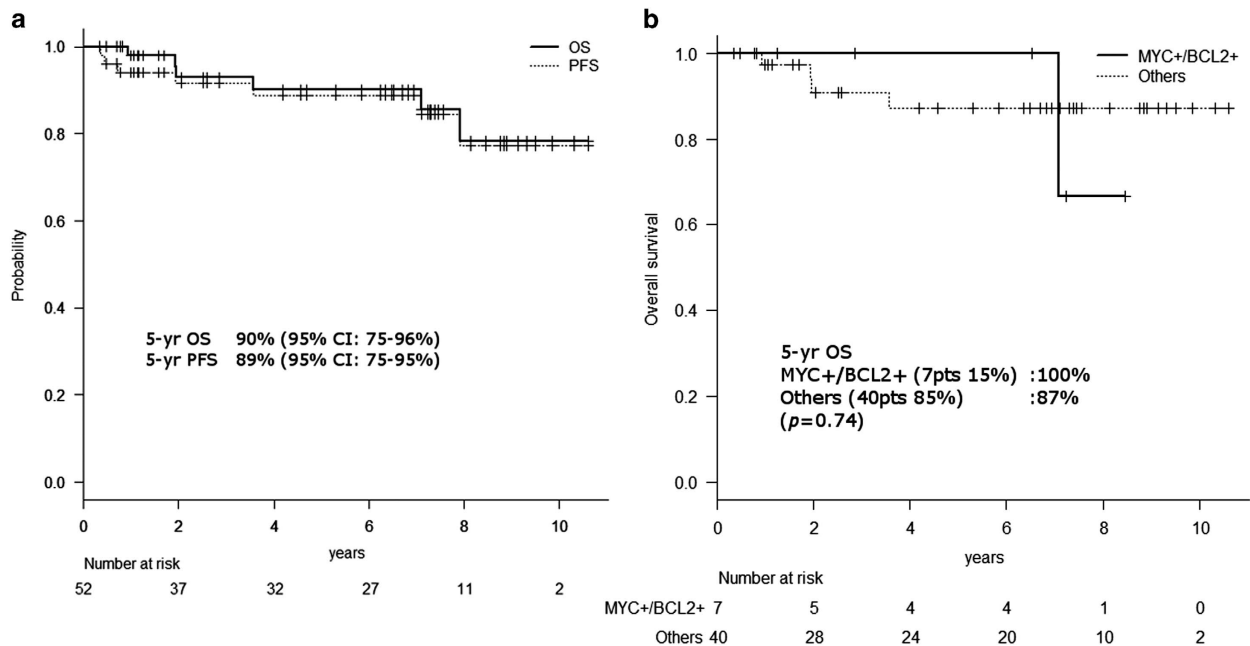 a
1.0
0.8
0.6
0.4
0.2
0.0
Probability
OS
PFS
5-yr OS 90% (95% CI: 75-96%)
5-yr PFS 89% (95% CI: 75-95%)
0 2 4 6 8 10
years
Number at risk
52 37 32 27 11 2
b
1.0
0.8
0.6
0.4
0.2
0.0
Overall survival
MYC+/BCL2+
Others
5-yr OS
MYC+/BCL2+ (7pts 15%) :100%
Others (40pts 85%) :87%
(p=0.74)
0 2 4 6 8 10
years
Number at risk
MYC+/BCL2+ 7 5 4 4 1 0
Others 40 28 24 20 10 2